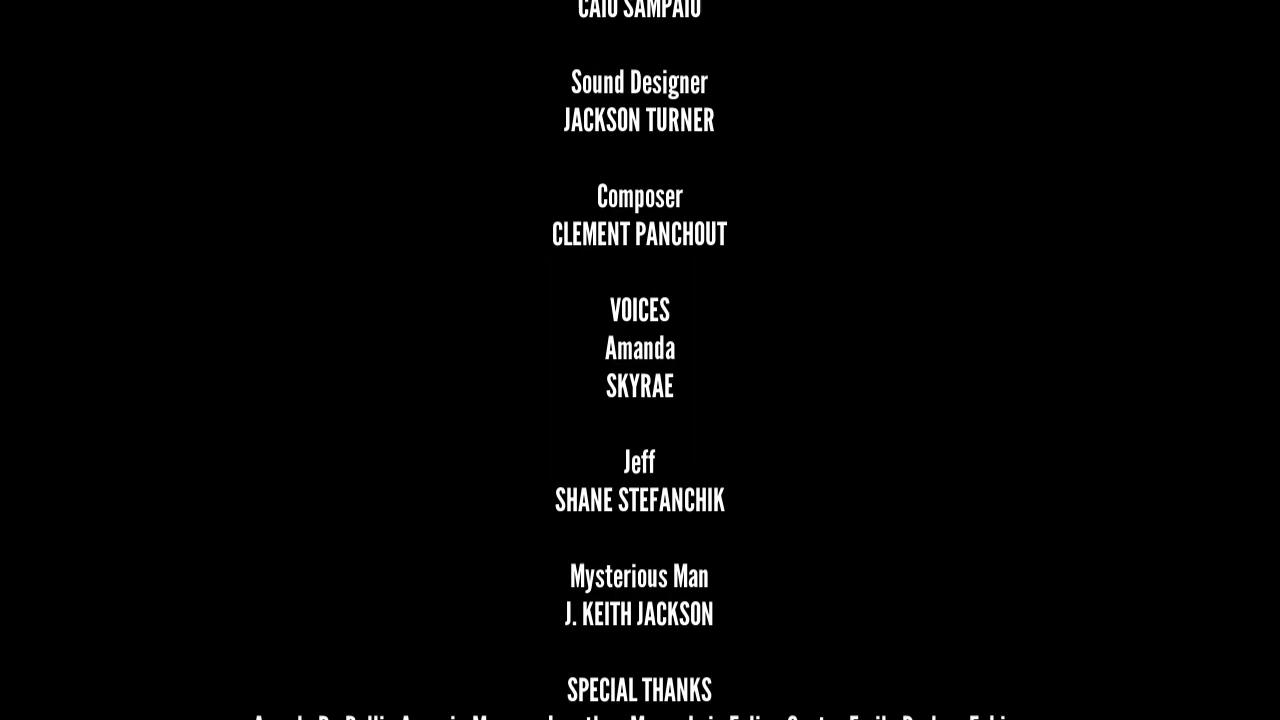 CAIO SAMPAIO
Sound Designer
JACKSON TURNER
Composer
CLEMENT PANCHOUT
VOICES
Amanda
SKYRAE
Jeff
SHANE STEFANCHIK
Mysterious Man
J. KEITH JACKSON
SPECIAL THANKS